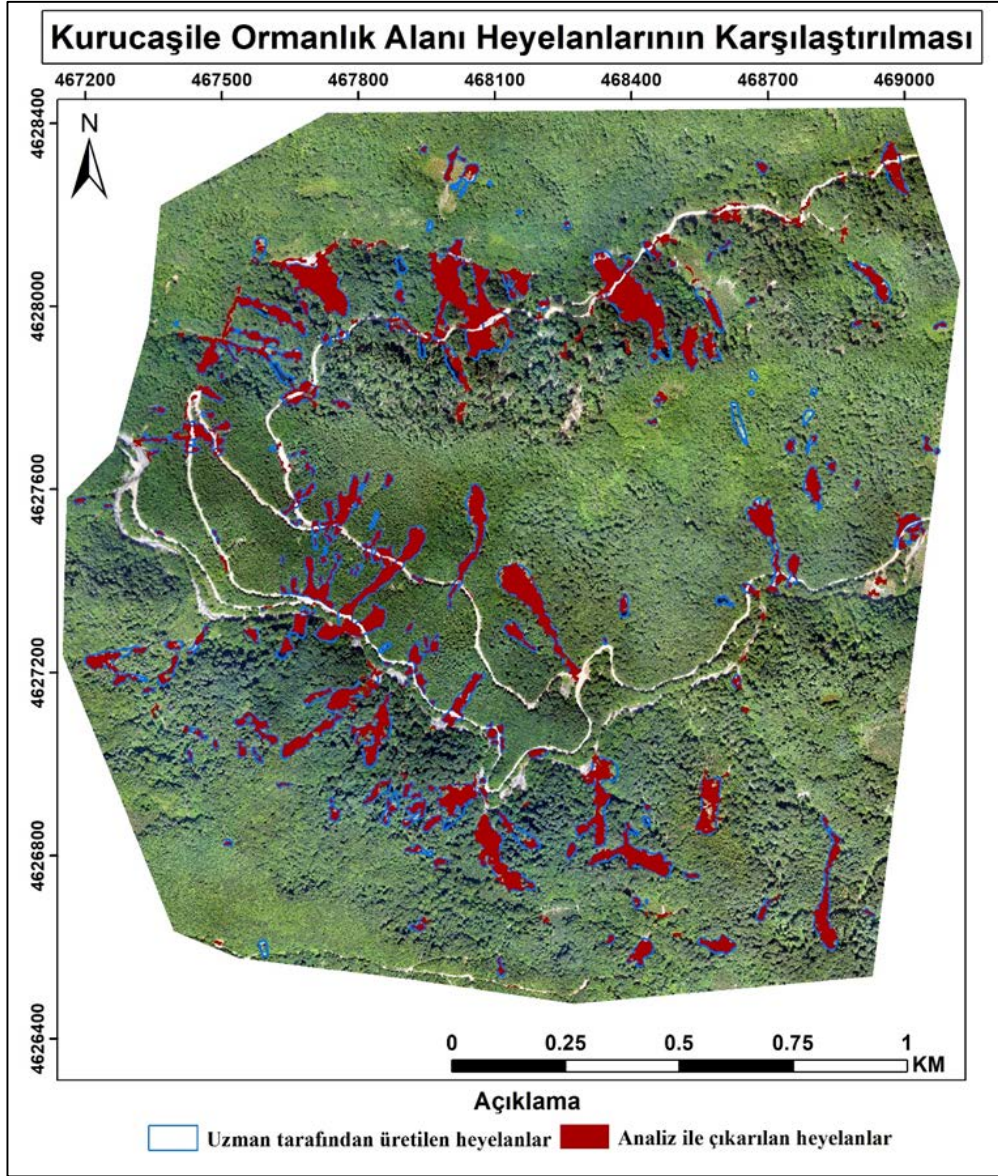 Kurucaşile Ormanlık Alanı Heyelanlarının Karşılaştırılması
467200 467500 467800 468100 468400 468700 469000
N
4628400
4628000
4627600
4627200
4626800
4626400
0 0.25 0.5 0.75 1
KM
Açıklama
Uzman tarafından üretilen heyelanlar Analiz ile çıkarılan heyelanlar